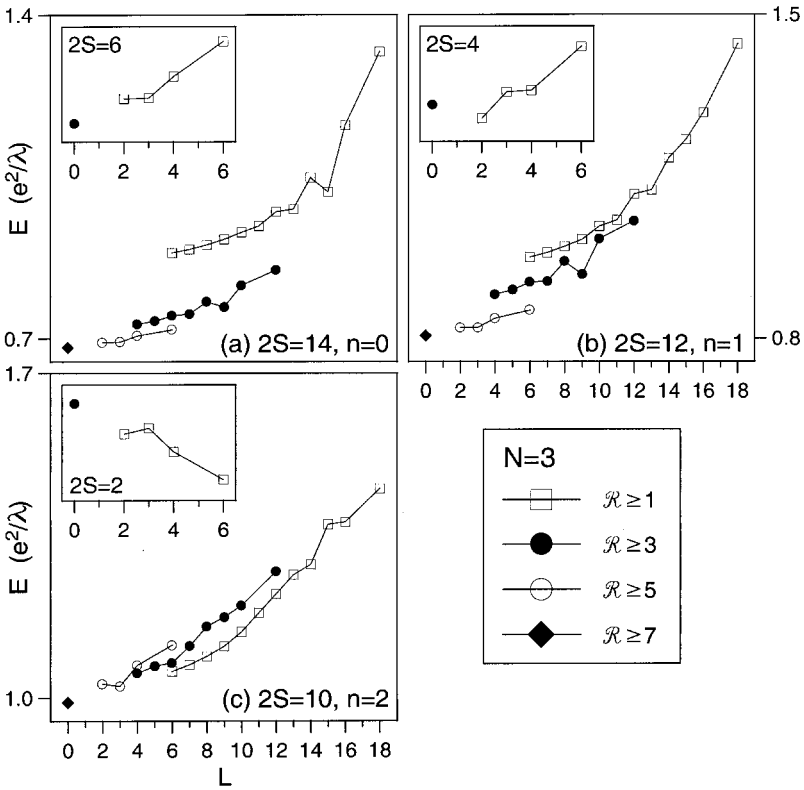 1.4
2S=6
0 2 4 6
E (e²/λ)
0.7
(a) 2S=14, n=0
1.5
2S=4
0 2 4 6
0.8
(b) 2S=12, n=1
0 2 4 6 8 10 12 14 16 18
1.7
2S=2
0 2 4 6
E (e²/λ)
1.0
(c) 2S=10, n=2
0 2 4 6 8 10 12 14 16 18
L
N=3
ℛ ≥ 1
ℛ ≥ 3
ℛ ≥ 5
ℛ ≥ 7